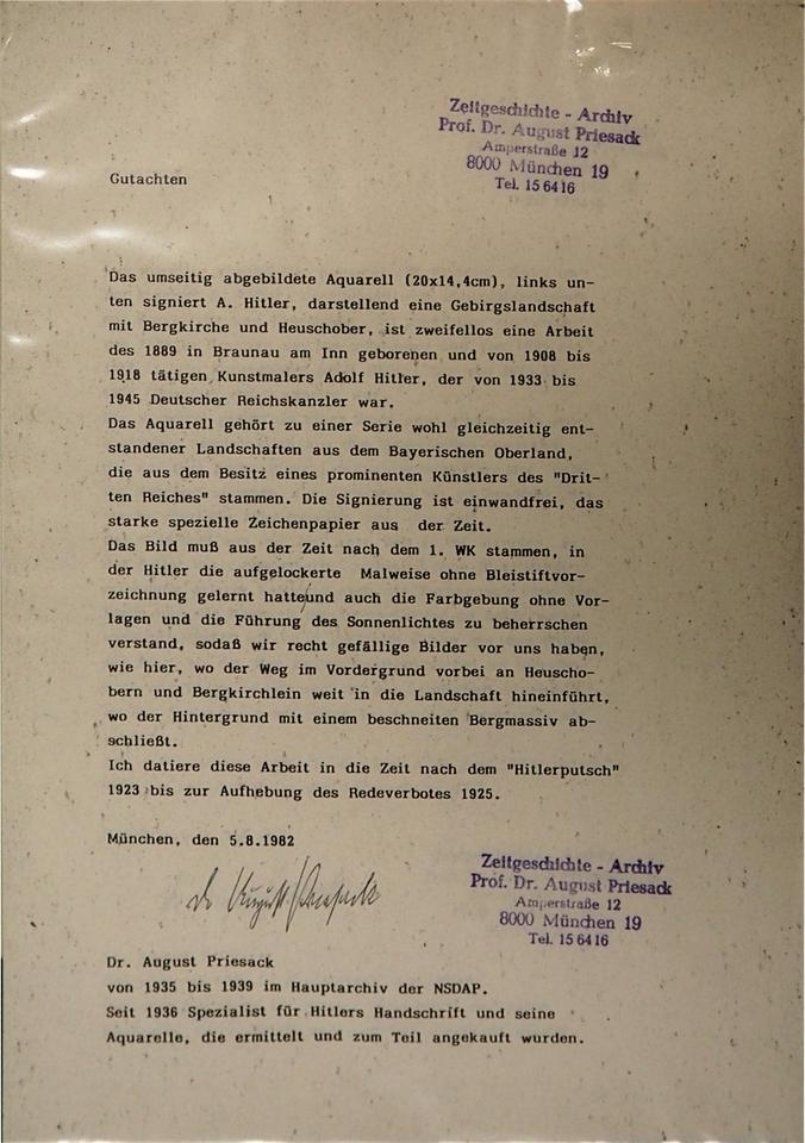 Zeitgeschichte - Archiv
Prof. Dr. August Priesack
Amperstraße 12
8000 München 19
Tel. 156416
Gutachten
Das umseitig abgebildete Aquarell (20x14,4cm), links un-
ten signiert A. Hitler, darstellend eine Gebirgslandschaft
mit Bergkirche und Heuschober, ist zweifellos eine Arbeit
des 1889 in Braunau am Inn geborenen und von 1908 bis
1918 tätigen Kunstmalers Adolf Hitler, der von 1933 bis
1945 Deutscher Reichskanzler war.
Das Aquarell gehört zu einer Serie wohl gleichzeitig ent-
standener Landschaften aus dem Bayerischen Oberland,
die aus dem Besitz eines prominenten Künstlers des "Drit-
ten Reiches" stammen. Die Signierung ist einwandfrei, das
starke spezielle Zeichenpapier aus der Zeit.
Das Bild muß aus der Zeit nach dem 1. WK stammen, in
der Hitler die aufgelockerte Malweise ohne Bleistiftvor-
zeichnung gelernt hatte/und auch die Farbgebung ohne Vor-
lagen und die Führung des Sonnenlichtes zu beherrschen
verstand, sodaß wir recht gefällige Bilder vor uns haben,
wie hier, wo der Weg im Vordergrund vorbei an Heuscho-
bern und Bergkirchlein weit in die Landschaft hineinführt,
wo der Hintergrund mit einem beschneiten Bergmassiv ab-
schließt.
Ich datiere diese Arbeit in die Zeit nach dem "Hitlerputsch"
1923 bis zur Aufhebung des Redeverbotes 1925.
München, den 5.8.1982
Dr August Priesack
Zeitgeschichte - Archiv
Prof. Dr. August Priesack
Amperstraße 12
8000 München 19
Tel. 156416
Dr. August Priesack
von 1935 bis 1939 im Hauptarchiv der NSDAP.
Seit 1936 Spezialist für Hitlers Handschrift und seine
Aquarelle, die ermittelt und zum Teil angekauft wurden.